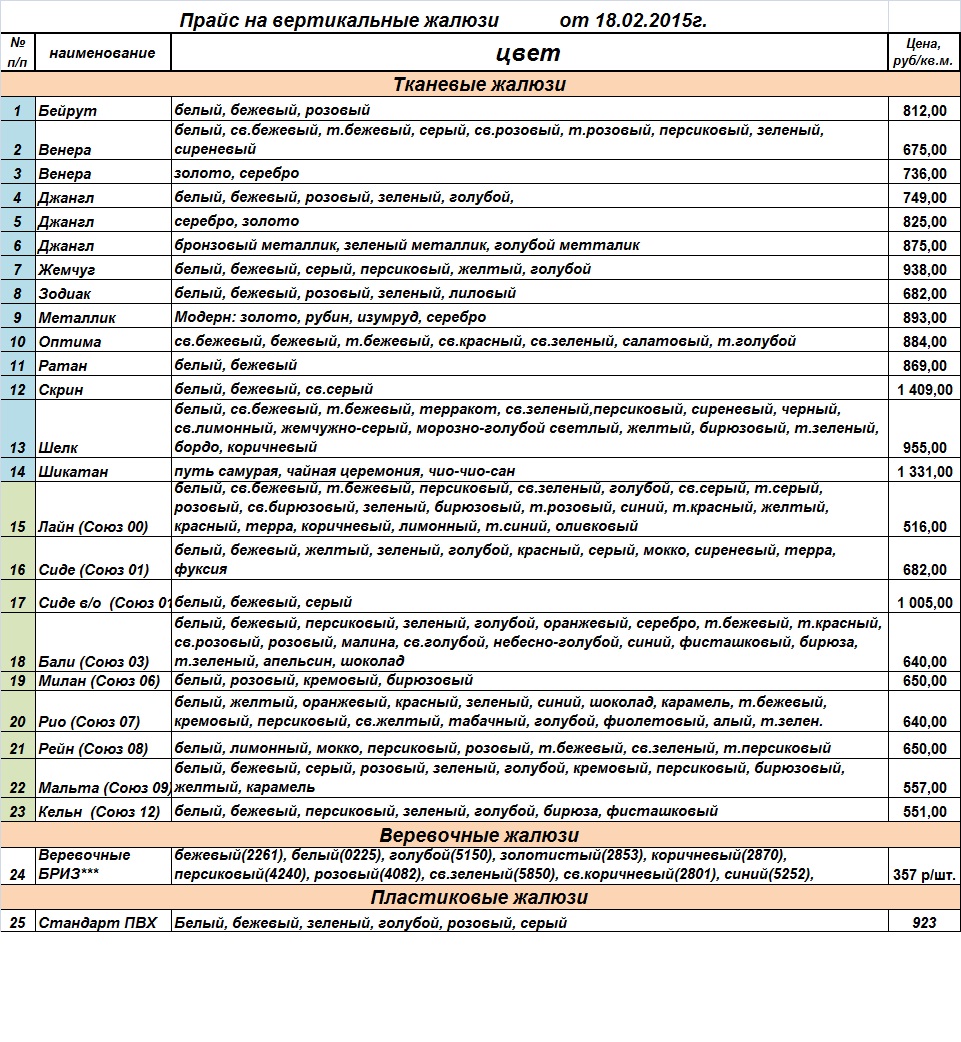 Прайс на вертикальные жалюзи от 18.02.2015г.
№ п/п наименование цвет Цена, руб/кв.м.
Тканевые жалюзи
1 Бейрут белый, бежевый, розовый 812,00
белый, св.бежевый, т.бежевый, серый, св.розовый, т.розовый, персиковый, зеленый,
2 Венера сиреневый 675,00
3 Венера золото, серебро 736,00
4 Джангл белый, бежевый, розовый, зеленый, голубой, 749,00
5 Джангл серебро, золото 825,00
6 Джангл бронзовый металлик, зеленый металлик, голубой метталик 875,00
7 Жемчуг белый, бежевый, серый, персиковый, желтый, голубой 938,00
8 Зодиак белый, бежевый, розовый, зеленый, лиловый 682,00
9 Металлик Модерн: золото, рубин, изумруд, серебро 893,00
10 Оптима св.бежевый, бежевый, т.бежевый, св.красный, св.зеленый, салатовый, т.голубой 884,00
11 Ратан белый, бежевый 869,00
12 Скрин белый, бежевый, св.серый 1 409,00
белый, св.бежевый, т.бежевый, терракот, св.зеленый,персиковый, сиреневый, черный,
св.лимонный, жемчужно-серый, морозно-голубой светлый, желтый, бирюзовый, т.зеленый,
13 Шелк бордо, коричневый 955,00
14 Шикатан путь самурая, чайная церемония, чио-чио-сан 1 331,00
белый, св.бежевый, т.бежевый, персиковый, св.зеленый, голубой, св.серый, т.серый,
розовый, св.бирюзовый, зеленый, бирюзовый, т.розовый, синий, т.красный, желтый,
15 Лайн (Союз 00) красный, терра, коричневый, лимонный, т.синий, оливковый 516,00
белый, бежевый, желтый, зеленый, голубой, красный, серый, мокко, сиреневый, терра,
16 Сиде (Союз 01) фуксия 682,00
17 Сиде в/о (Союз 01 белый, бежевый, серый 1 005,00
белый, бежевый, персиковый, зеленый, голубой, оранжевый, серебро, т.бежевый, т.красный,
св.розовый, розовый, малина, св.голубой, небесно-голубой, синий, фисташковый, бирюза,
18 Бали (Союз 03) т.зеленый, апельсин, шоколад 640,00
19 Милан (Союз 06) белый, розовый, кремовый, бирюзовый 650,00
белый, желтый, оранжевый, красный, зеленый, синий, шоколад, карамель, т.бежевый,
20 Рио (Союз 07) кремовый, персиковый, св.желтый, табачный, голубой, фиолетовый, алый, т.зелен. 640,00
21 Рейн (Союз 08) белый, лимонный, мокко, персиковый, розовый, т.бежевый, св.зеленый, т.персиковый 650,00
белый, бежевый, серый, розовый, зеленый, голубой, кремовый, персиковый, бирюзовый,
22 Мальта (Союз 09) желтый, карамель 557,00
23 Кельн (Союз 12) белый, бежевый, персиковый, зеленый, голубой, бирюза, фисташковый 551,00
Веревочные жалюзи
Веревочные бежевый(2261), белый(0225), голубой(5150), золотистый(2853), коричневый(2870),
24 БРИЗ*** персиковый(4240), розовый(4082), св.зеленый(5850), св.коричневый(2801), синий(5252), 357 р/шт.
Пластиковые жалюзи
25 Стандарт ПВХ Белый, бежевый, зеленый, голубой, розовый, серый 923